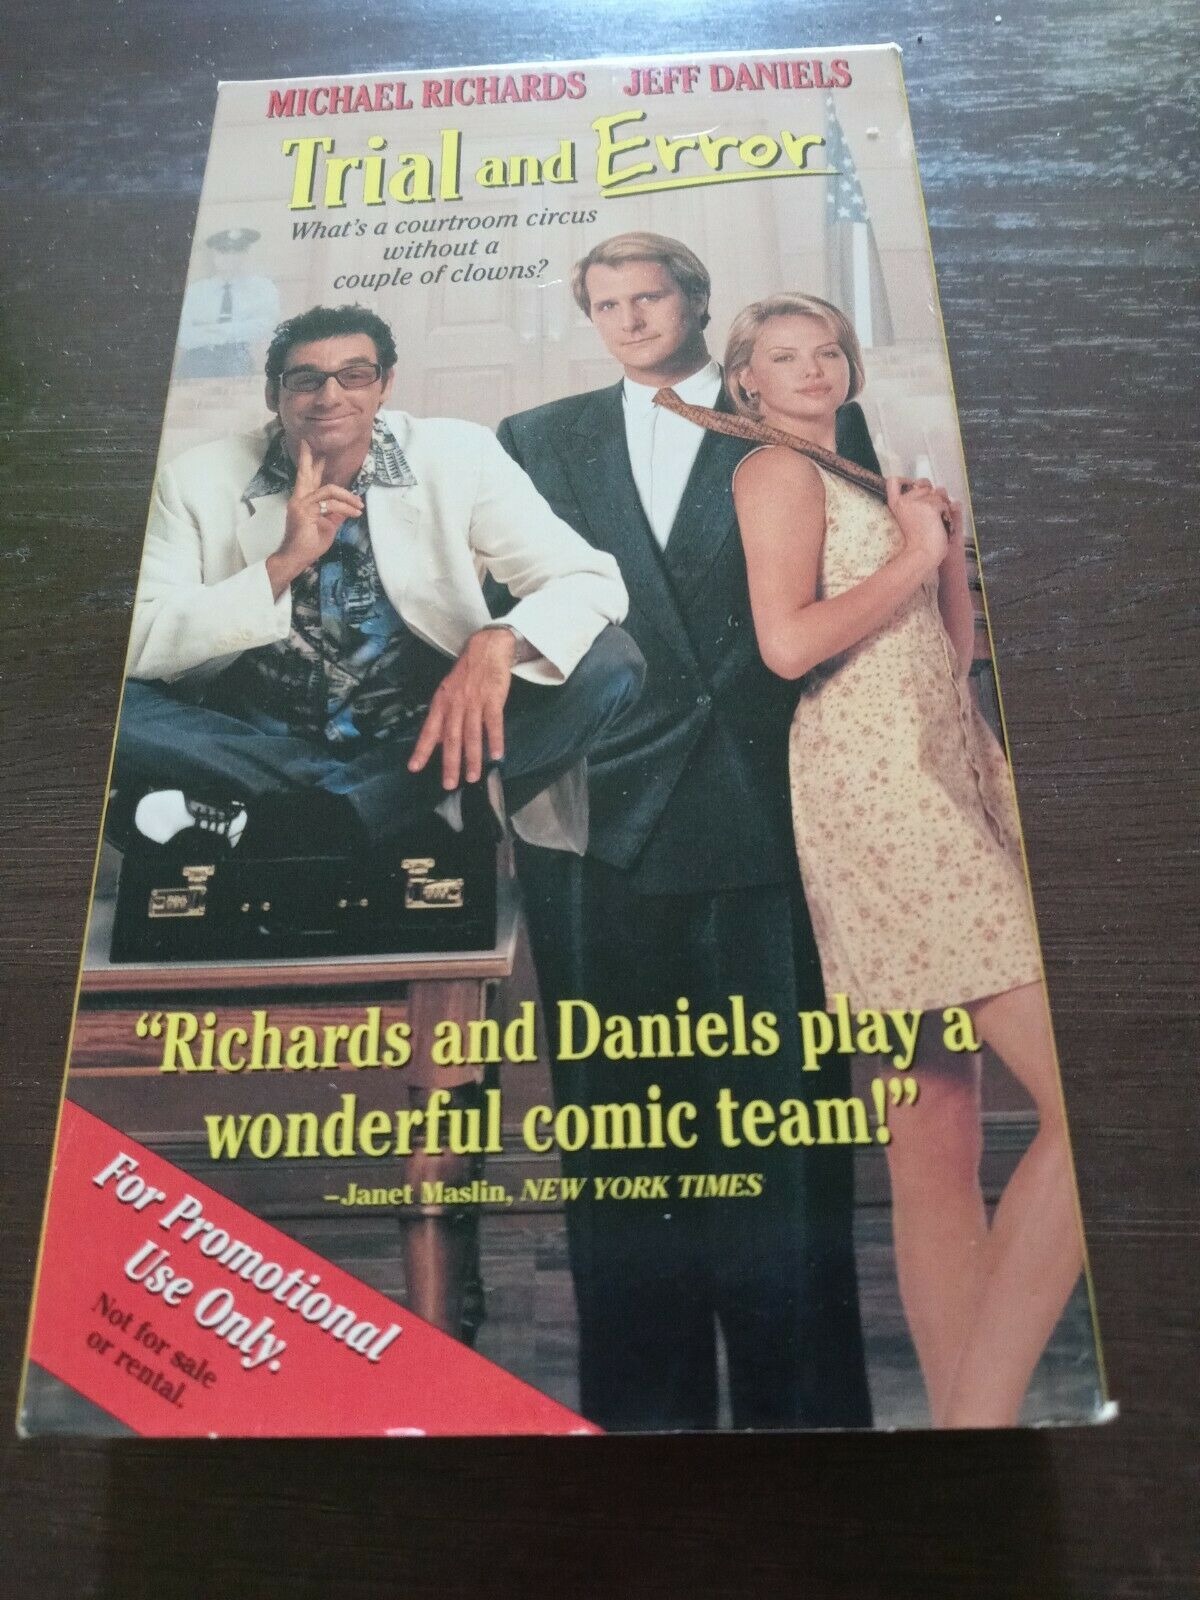 MICHAEL RICHARDS JEFF DANIELS
Trial and Error
What's a courtroom circus
without a
couple of clowns?
“Richards and Daniels play a
wonderful comic team!”
–Janet Maslin, NEW YORK TIMES
For Promotional
Use Only.
Not for sale
or rental.